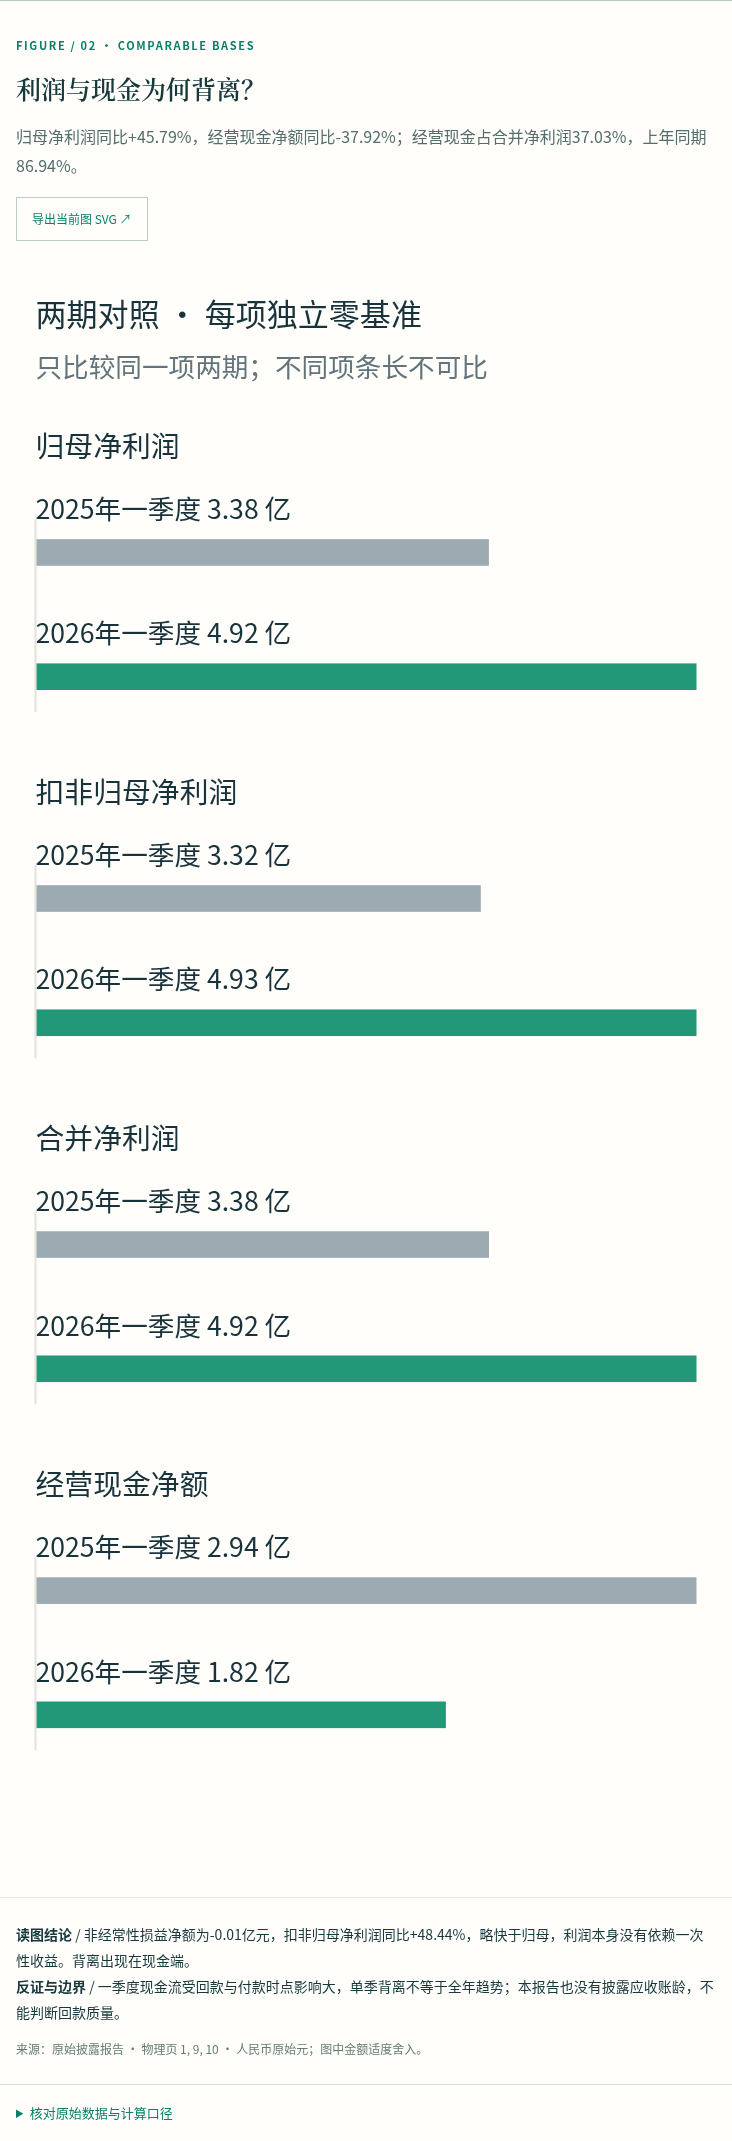 FIGURE / 02 · COMPARABLE BASES
利润与现金为何背离？
归母净利润同比+45.79%，经营现金净额同比-37.92%；经营现金占合并净利润37.03%，上年同期
86.94%。
导出当前图 SVG ↗
两期对照 · 每项独立零基准
只比较同一项两期；不同项条长不可比
归母净利润
2025年一季度 3.38 亿
2026年一季度 4.92 亿
扣非归母净利润
2025年一季度 3.32 亿
2026年一季度 4.93 亿
合并净利润
2025年一季度 3.38 亿
2026年一季度 4.92 亿
经营现金净额
2025年一季度 2.94 亿
2026年一季度 1.82 亿
读图结论 / 非经常性损益净额为-0.01亿元，扣非归母净利润同比+48.44%，略快于归母，利润本身没有依赖一次
性收益。背离出现在现金端。
反证与边界 / 一季度现金流受回款与付款时点影响大，单季背离不等于全年趋势；本报告也没有披露应收账龄，不
能判断回款质量。
来源：原始披露报告 · 物理页 1, 9, 10 · 人民币原始元；图中金额适度舍入。
▶ 核对原始数据与计算口径